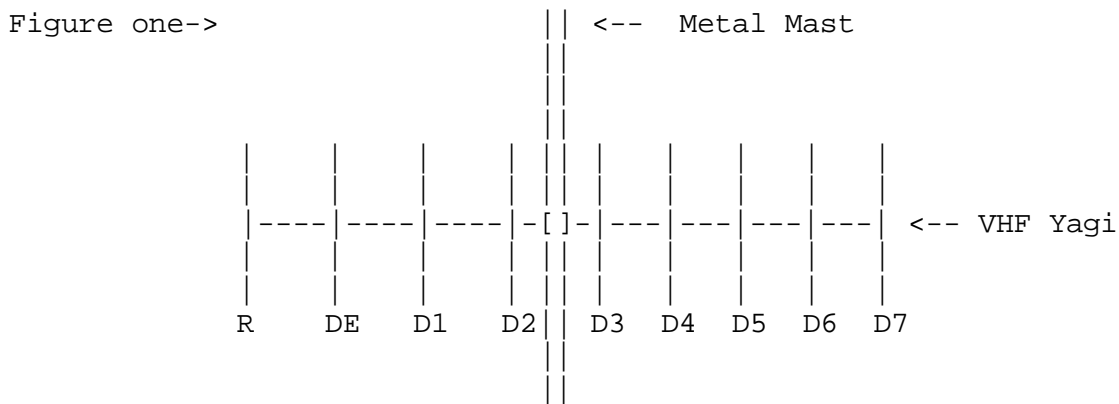 Figure one-> <-- Metal Mast
|----|----|----|-[ ]-|---|---|---|---| <-- VHF Yagi
R DE D1 D2 D3 D4 D5 D6 D7